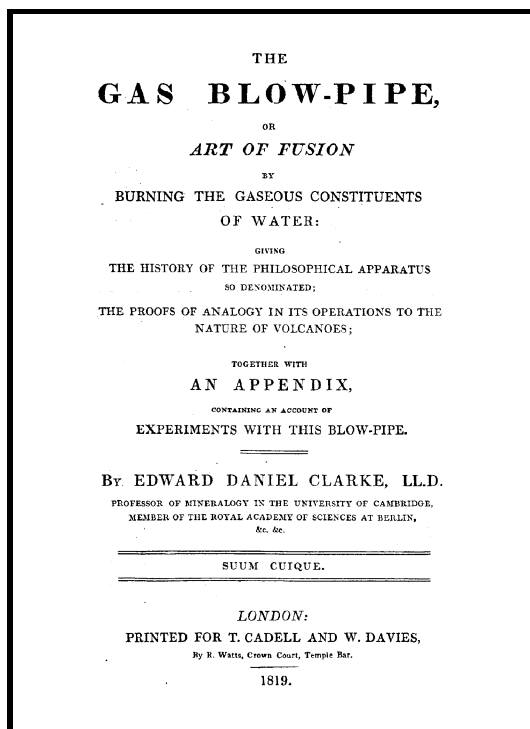 THE
GAS BLOW-PIPE,
OR
ART OF FUSION
BY
BURNING THE GASEOUS CONSTITUENTS
OF WATER:
GIVING
THE HISTORY OF THE PHILOSOPHICAL APPARATUS
SO DENOMINATED;
THE PROOFS OF ANALOGY IN ITS OPERATIONS TO THE
NATURE OF VOLCANOES;
TOGETHER WITH
AN APPENDIX,
CONTAINING AN ACCOUNT OF
EXPERIMENTS WITH THIS BLOW-PIPE.
BY EDWARD DANIEL CLARKE, LL.D.
PROFESSOR OF MINERALOGY IN THE UNIVERSITY OF CAMBRIDGE,
MEMBER OF THE ROYAL ACADEMY OF SCIENCES AT BERLIN,
&c. &c.
SUUM CUIQUE.
LONDON:
PRINTED FOR T. CADELL AND W. DAVIES,
By R. Watts, Crown Court, Temple Bar.
1819.